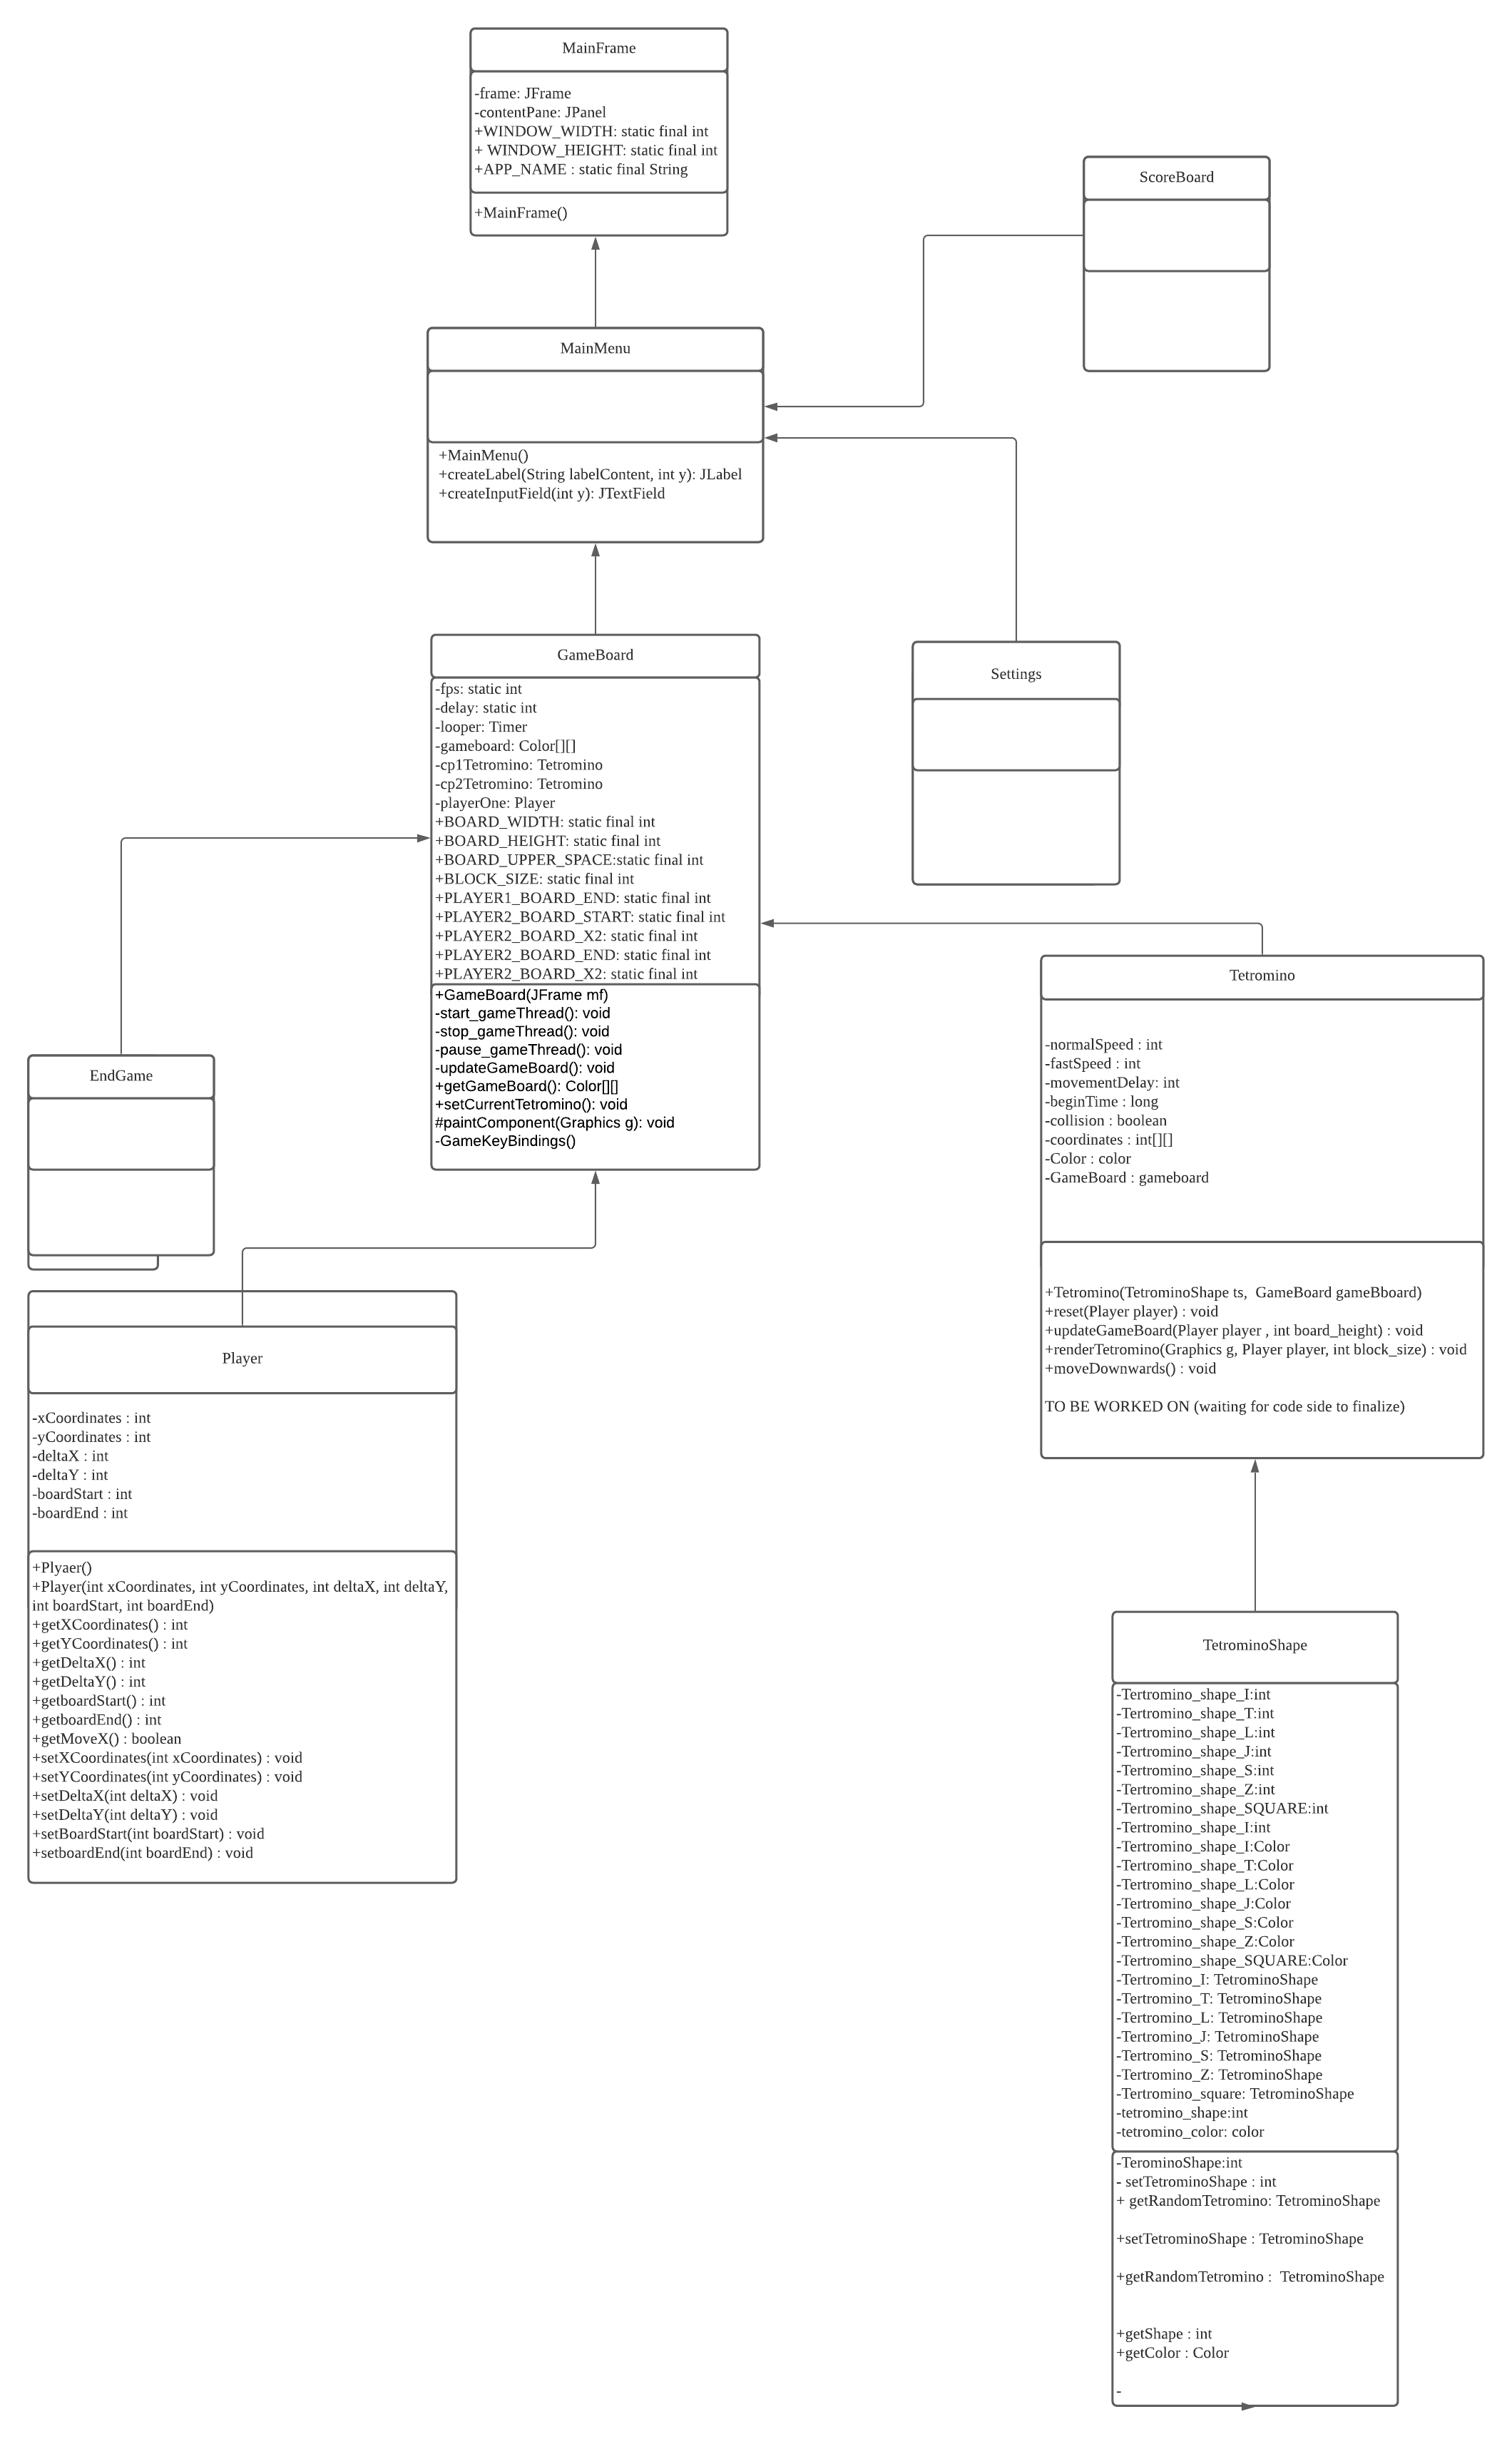 MainFrame
-frame: JFrame
-contentPane: JPanel
+WINDOW_WIDTH: static final int
+ WINDOW_HEIGHT: static final int
+APP_NAME : static final String
+MainFrame()
ScoreBoard
MainMenu
+MainMenu()
+createLabel(String labelContent, int y): JLabel
+createInputField(int y): JTextField
GameBoard
-fps: static int
-delay: static int
-looper: Timer
-gameboard: Color[][]
-cp1Tetromino: Tetromino
-cp2Tetromino: Tetromino
-playerOne: Player
+BOARD_WIDTH: static final int
+BOARD_HEIGHT: static final int
+BOARD_UPPER_SPACE:static final int
+BLOCK_SIZE: static final int
+PLAYER1_BOARD_END: static final int
+PLAYER2_BOARD_START: static final int
+PLAYER2_BOARD_X2: static final int
+PLAYER2_BOARD_END: static final int
+PLAYER2_BOARD_X2: static final int
+GameBoard(JFrame mf)
-start_gameThread(): void
-stop_gameThread(): void
-pause_gameThread(): void
-updateGameBoard(): void
+getGameBoard(): Color[][]
+setCurrentTetromino(): void
#paintComponent(Graphics g): void
-GameKeyBindings()
Settings
EndGame
Tetromino
-normalSpeed : int
-fastSpeed : int
-movementDelay: int
-beginTime : long
-collision : boolean
-coordinates : int[][]
-Color : color
-GameBoard : gameboard
+Tetromino(TetrominoShape ts,  GameBoard gameBboard)
+reset(Player player) : void
+updateGameBoard(Player player , int board_height) : void
+renderTetromino(Graphics g, Player player, int block_size) : void
+moveDownwards() : void
TO BE WORKED ON (waiting for code side to finalize)
Player
-xCoordinates : int
-yCoordinates : int
-deltaX : int
-deltaY : int
-boardStart : int
-boardEnd : int
+Plyaer()
+Player(int xCoordinates, int yCoordinates, int deltaX, int deltaY,
int boardStart, int boardEnd)
+getXCoordinates() : int
+getYCoordinates() : int
+getDeltaX() : int
+getDeltaY() : int
+getboardStart() : int
+getboardEnd() : int
+getMoveX() : boolean
+setXCoordinates(int xCoordinates) : void
+setYCoordinates(int yCoordinates) : void
+setDeltaX(int deltaX) : void
+setDeltaY(int deltaY) : void
+setBoardStart(int boardStart) : void
+setboardEnd(int boardEnd) : void
TetrominoShape
-Tertromino_shape_I:int
-Tertromino_shape_T:int
-Tertromino_shape_L:int
-Tertromino_shape_J:int
-Tertromino_shape_S:int
-Tertromino_shape_Z:int
-Tertromino_shape_SQUARE:int
-Tertromino_shape_I:int
-Tertromino_shape_I:Color
-Tertromino_shape_T:Color
-Tertromino_shape_L:Color
-Tertromino_shape_J:Color
-Tertromino_shape_S:Color
-Tertromino_shape_Z:Color
-Tertromino_shape_SQUARE:Color
-Tertromino_I: TetrominoShape
-Tertromino_T: TetrominoShape
-Tertromino_L: TetrominoShape
-Tertromino_J: TetrominoShape
-Tertromino_S: TetrominoShape
-Tertromino_Z: TetrominoShape
-Tertromino_square: TetrominoShape
-tetromino_shape:int
-tetromino_color: color
-TerominoShape:int
- setTetrominoShape : int
+ getRandomTetromino: TetrominoShape
+setTetrominoShape : TetrominoShape
+getRandomTetromino :  TetrominoShape
+getShape : int
+getColor : Color
-